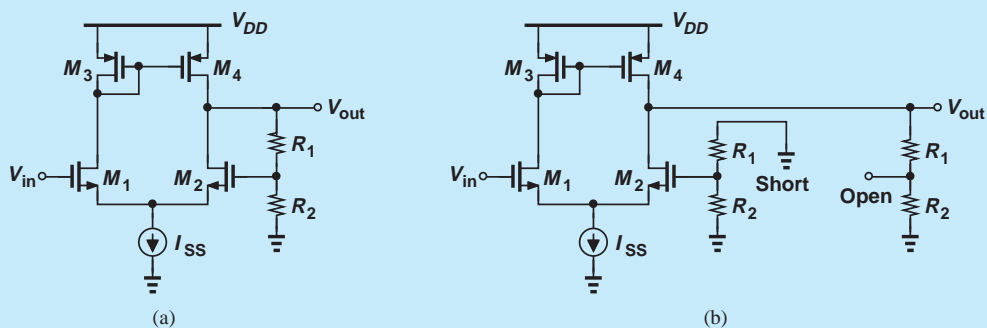 V_DD
M_3
M_4
V_out
R_1
V_in
M_1
M_2
R_2
I_SS
(a)
V_DD
M_3
M_4
V_out
R_1
R_1
Short
V_in
M_1
M_2
Open
R_2
R_2
I_SS
(b)